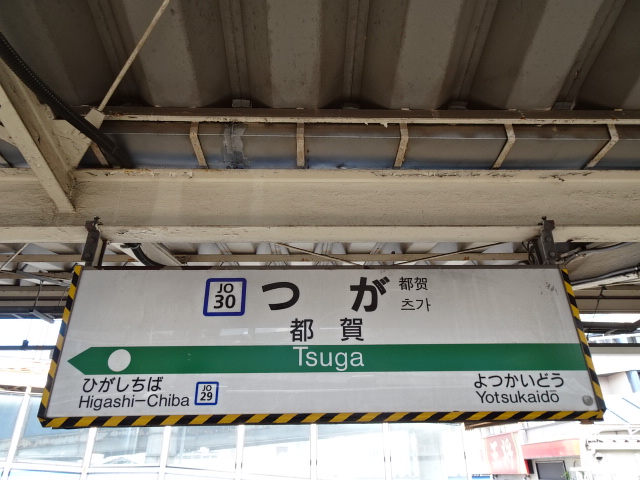 JO
30
つが
都賀
都贺
츠가
Tsuga
ひがしちば
Higashi−Chiba
JO
29
よつかいどう
Yotsukaidō